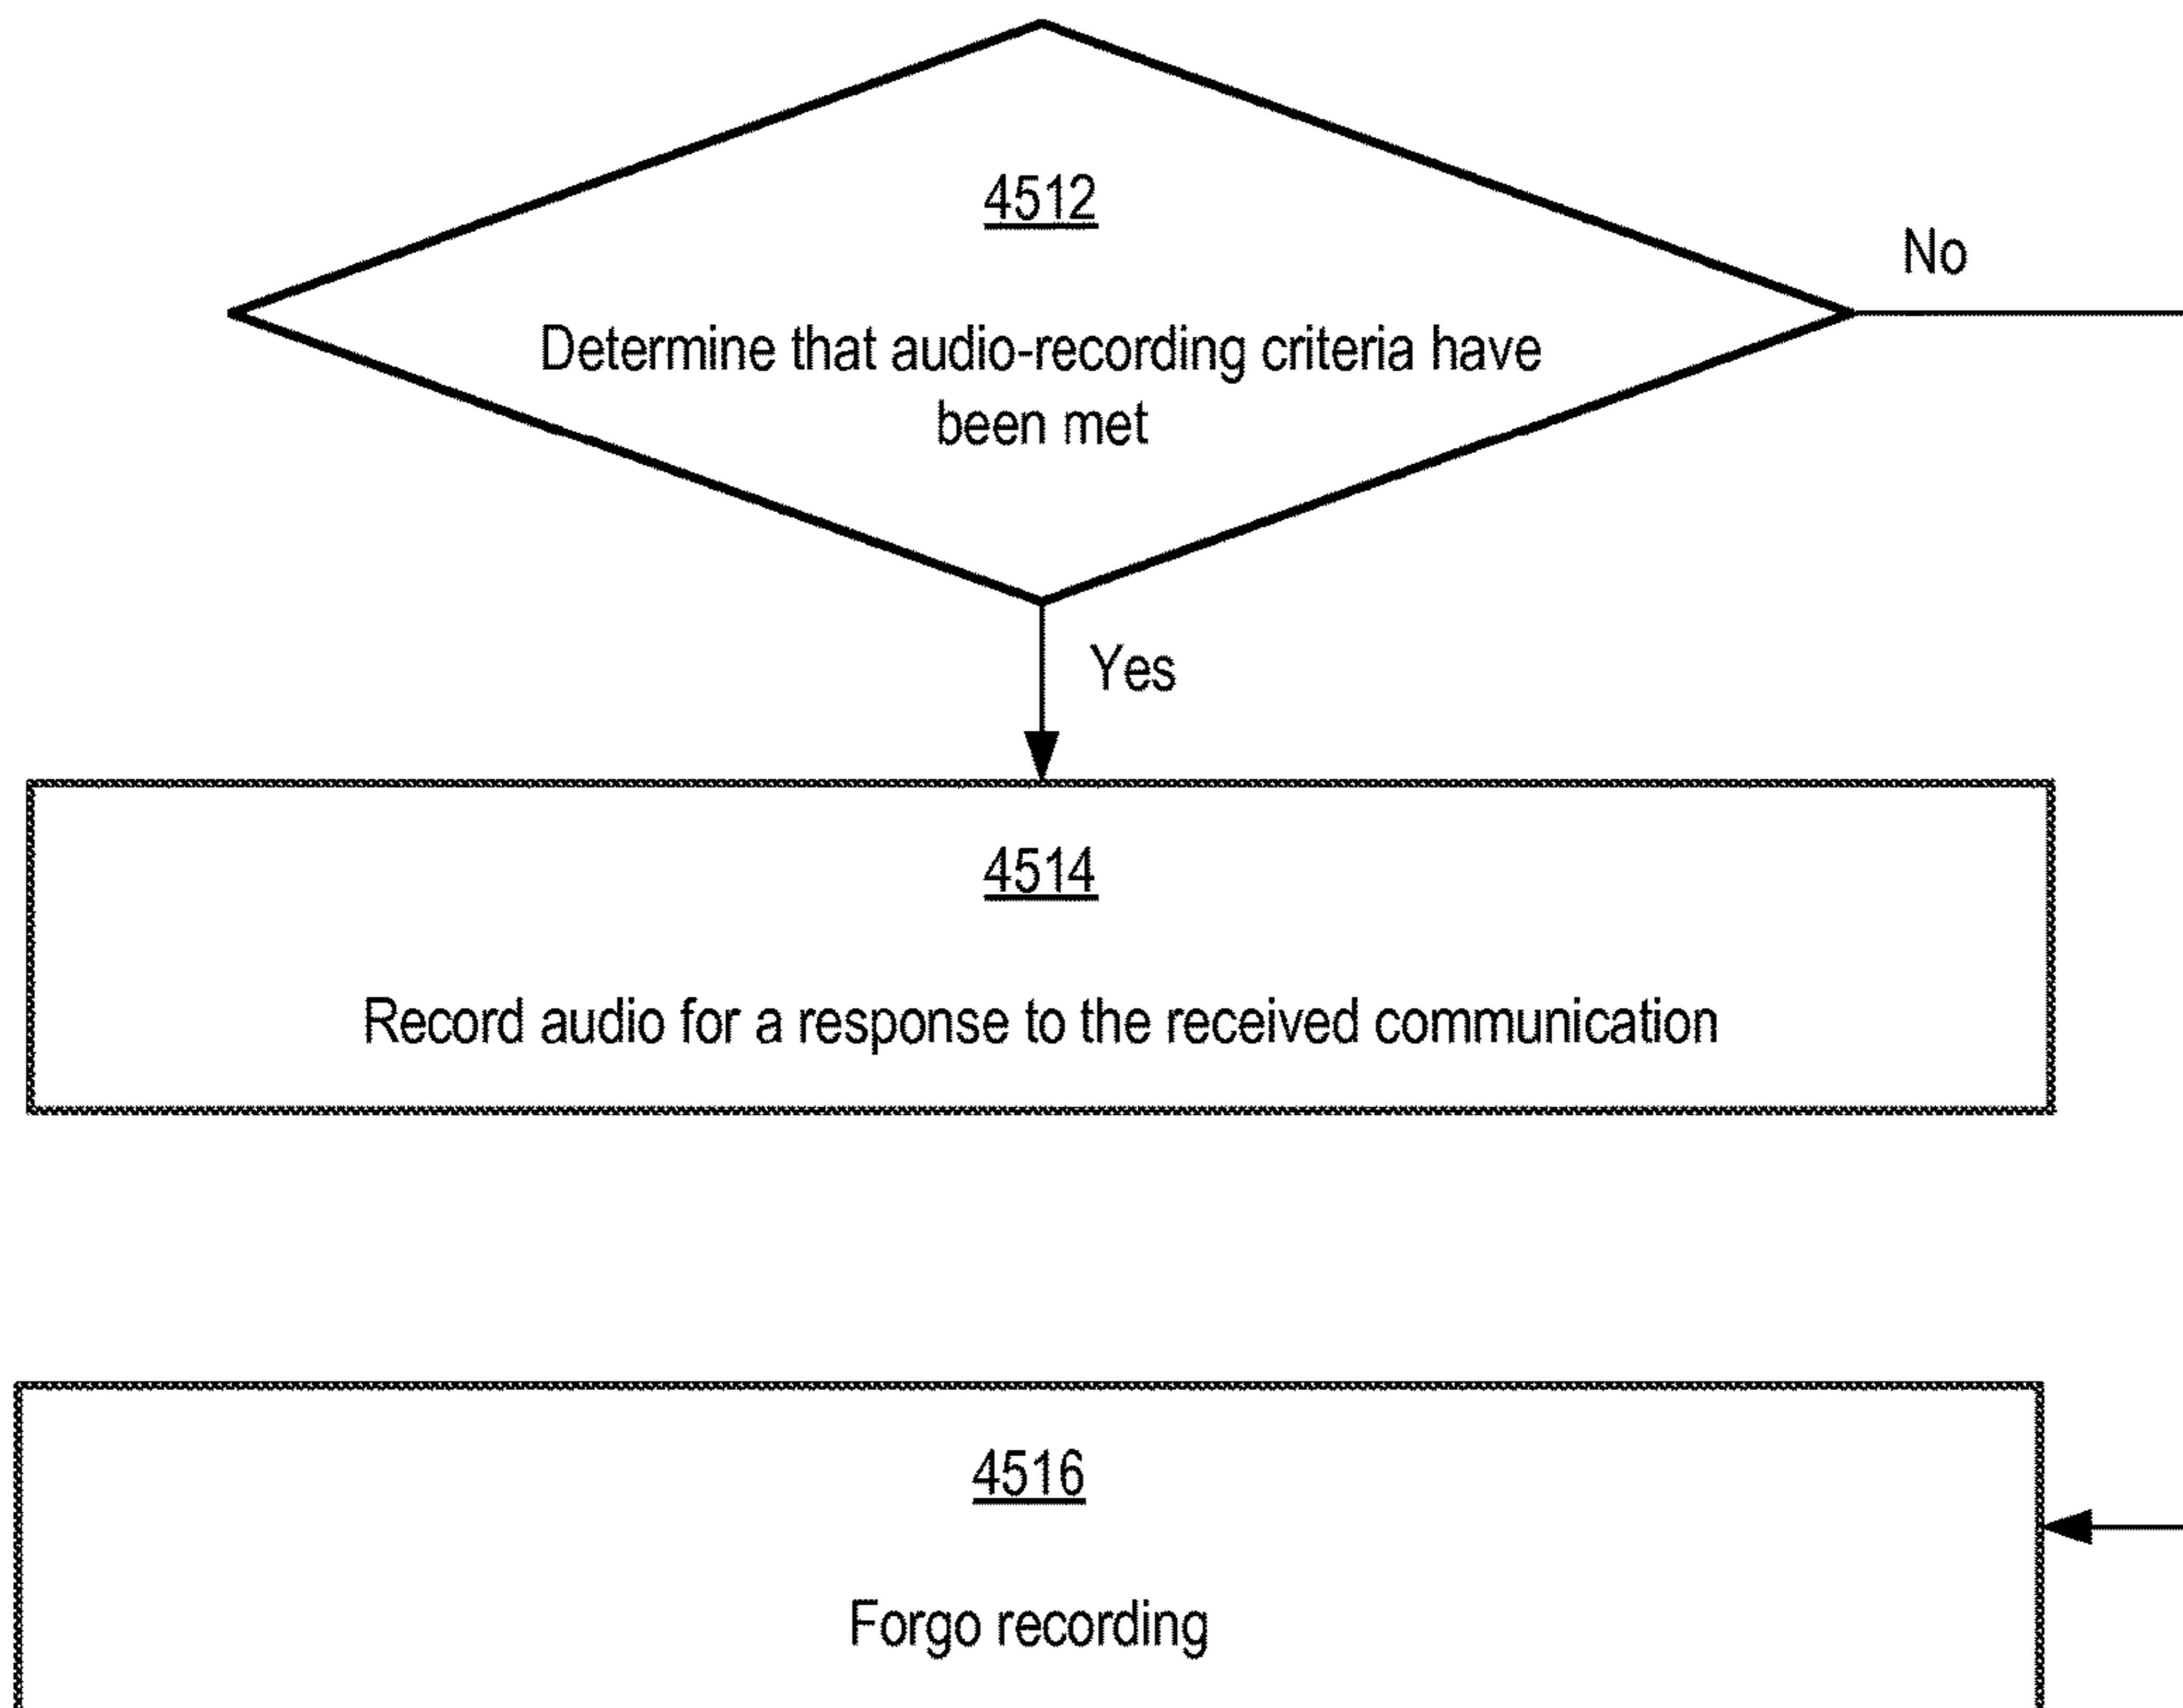 4512
No
Determine that audio-recording criteria have
been met
Yes
4514
Record audio for a response to the received communication
4516
Forgo recording